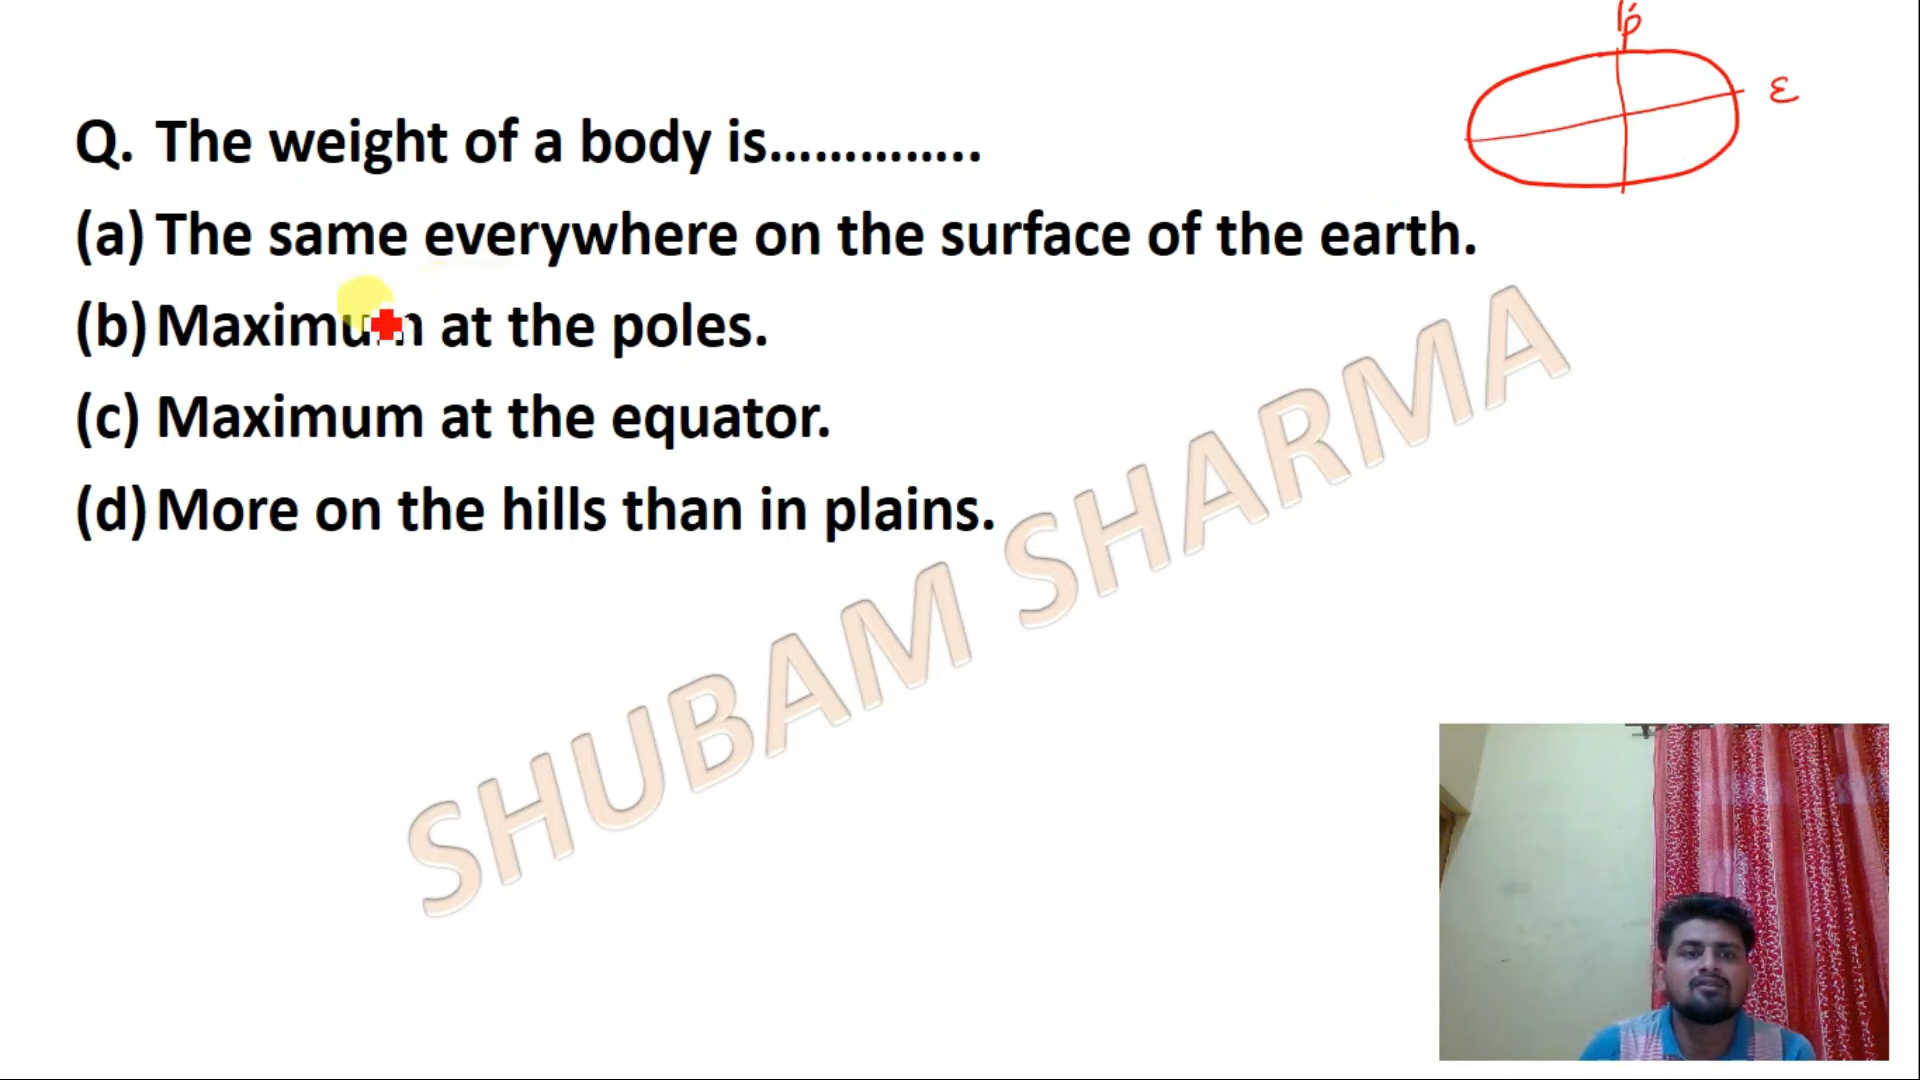 P
E
Q. The weight of a body is…………..
(a) The same everywhere on the surface of the earth.
(b) Maximum at the poles.
(c) Maximum at the equator.
(d) More on the hills than in plains.
SHUBAM SHARMA